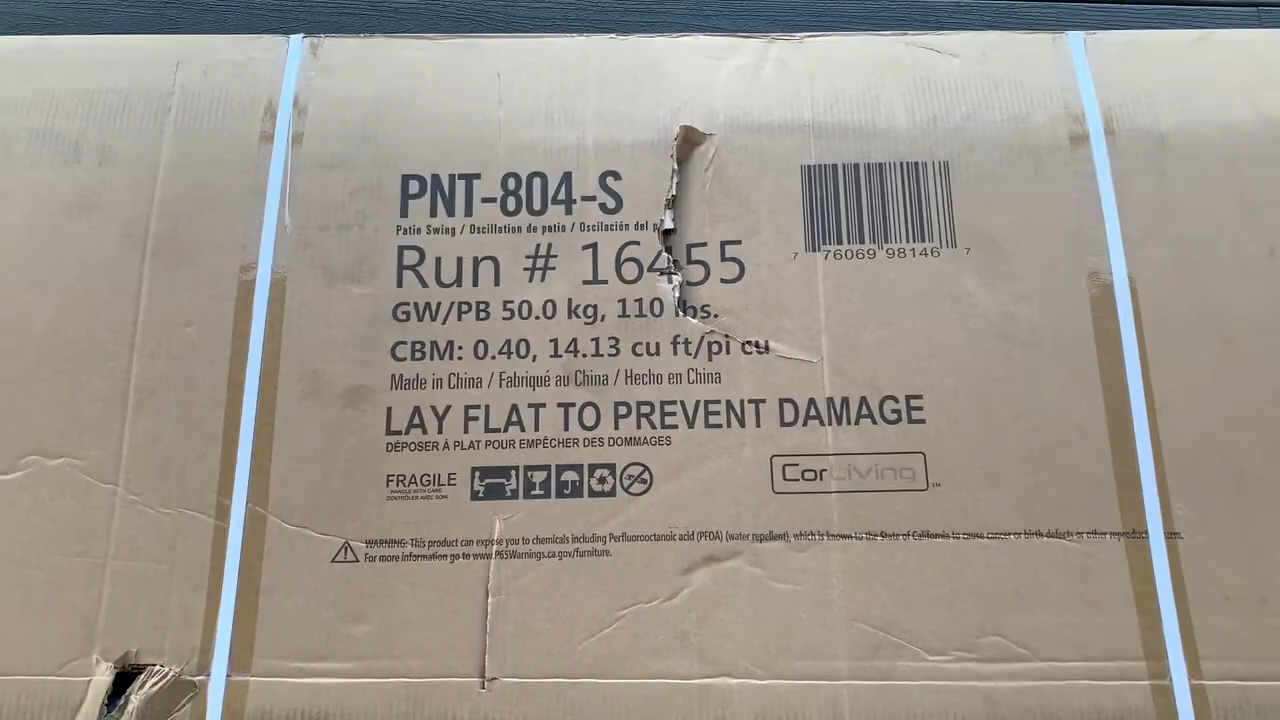 PNT-804-S
Patio Swing / Oscillation de patio / Oscilación del
Run # 16455
GW/PB 50.0 kg, 110 lbs.
CBM: 0.40, 14.13 cu ft/pi cu
Made in China / Fabriqué au China / Hecho en China
LAY FLAT TO PREVENT DAMAGE
DÉPOSER À PLAT POUR EMPÊCHER DES DOMMAGES
FRAGILE
HANDLE WITH CARE
CONTRÔLER AVEC SOIN
7 76069 98146 7
CorLiving™
WARNING: This product can expose you to chemicals including Perfluorooctanoic acid (PFOA) (water repellent), which is known to the State of California to cause cancer or birth defects or other
For more information go to www.P65Warnings.ca.gov/furniture.